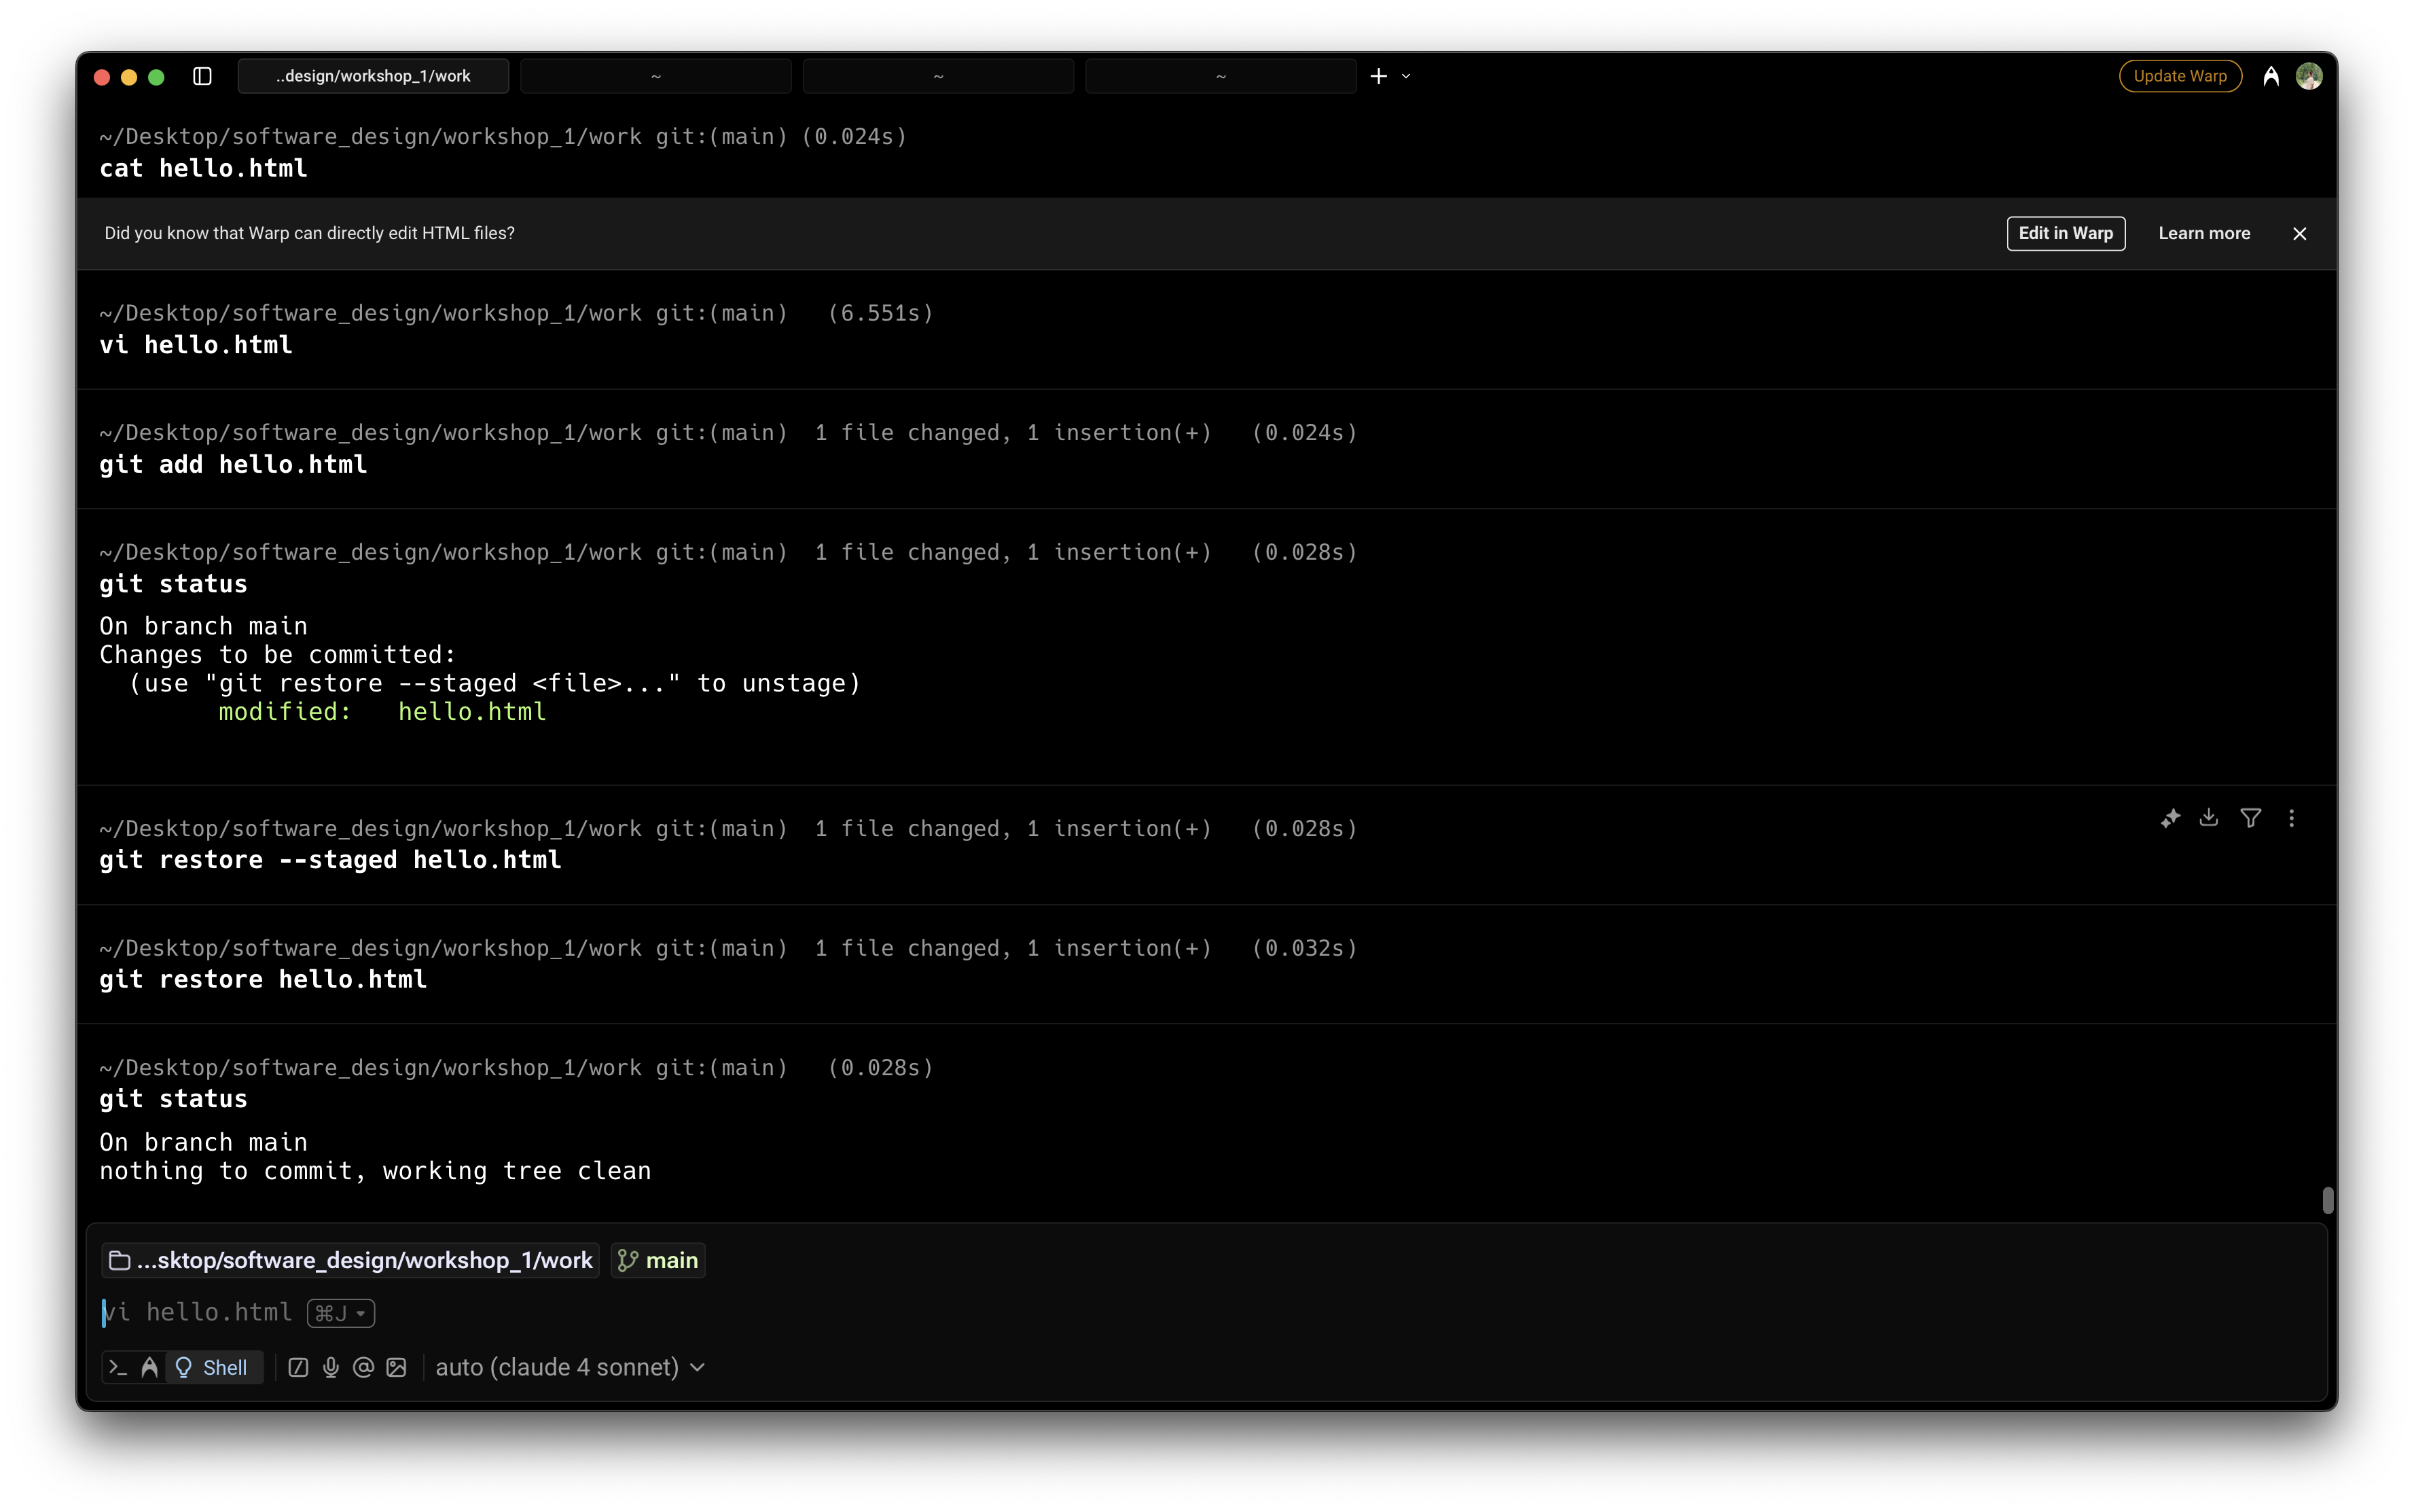 ..design/workshop_1/work
~
~
~
Update Warp
~/Desktop/software_design/workshop_1/work git:(main) (0.024s)
cat hello.html
Did you know that Warp can directly edit HTML files?
Edit in Warp
Learn more
~/Desktop/software_design/workshop_1/work git:(main) (6.551s)
vi hello.html
~/Desktop/software_design/workshop_1/work git:(main) 1 file changed, 1 insertion(+) (0.024s)
git add hello.html
~/Desktop/software_design/workshop_1/work git:(main) 1 file changed, 1 insertion(+) (0.028s)
git status
On branch main
Changes to be committed:
  (use "git restore --staged <file>..." to unstage)
        modified:   hello.html
~/Desktop/software_design/workshop_1/work git:(main) 1 file changed, 1 insertion(+) (0.028s)
git restore --staged hello.html
~/Desktop/software_design/workshop_1/work git:(main) 1 file changed, 1 insertion(+) (0.032s)
git restore hello.html
~/Desktop/software_design/workshop_1/work git:(main) (0.028s)
git status
On branch main
nothing to commit, working tree clean
...sktop/software_design/workshop_1/work main
vi hello.html ⌘J
Shell auto (claude 4 sonnet)